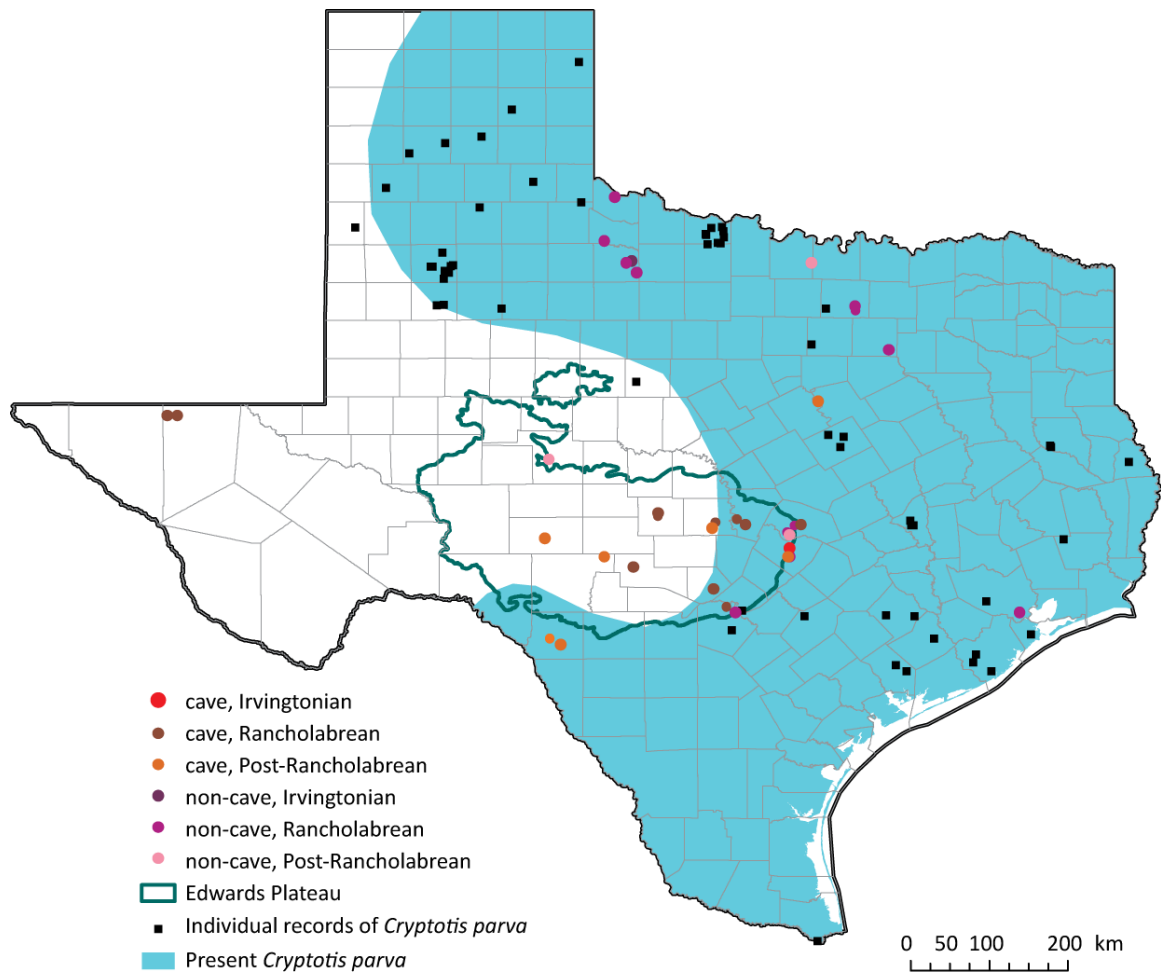 cave, Irvingtonian
cave, Rancholabrean
cave, Post-Rancholabrean
non-cave, Irvingtonian
non-cave, Rancholabrean
non-cave, Post-Rancholabrean
Edwards Plateau
Individual records of Cryptotis parva
Present Cryptotis parva
0 50 100 200 km